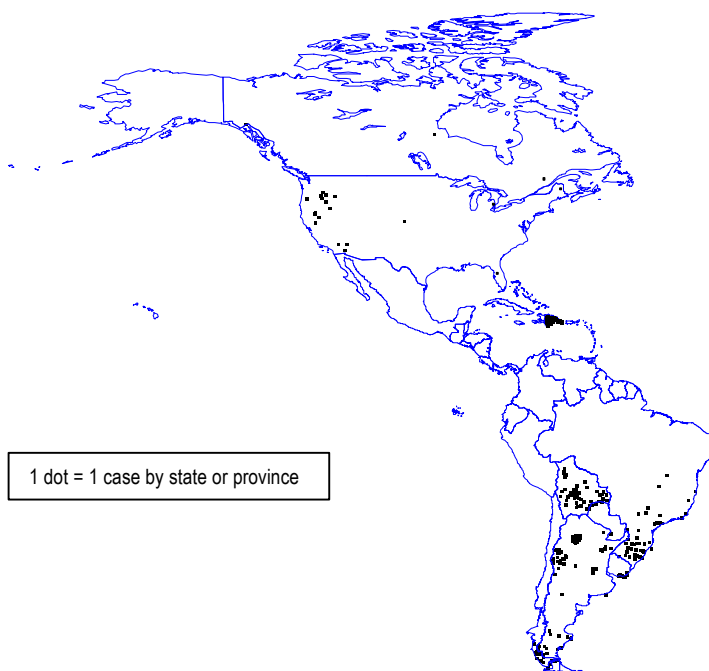 1 dot = 1 case by state or province